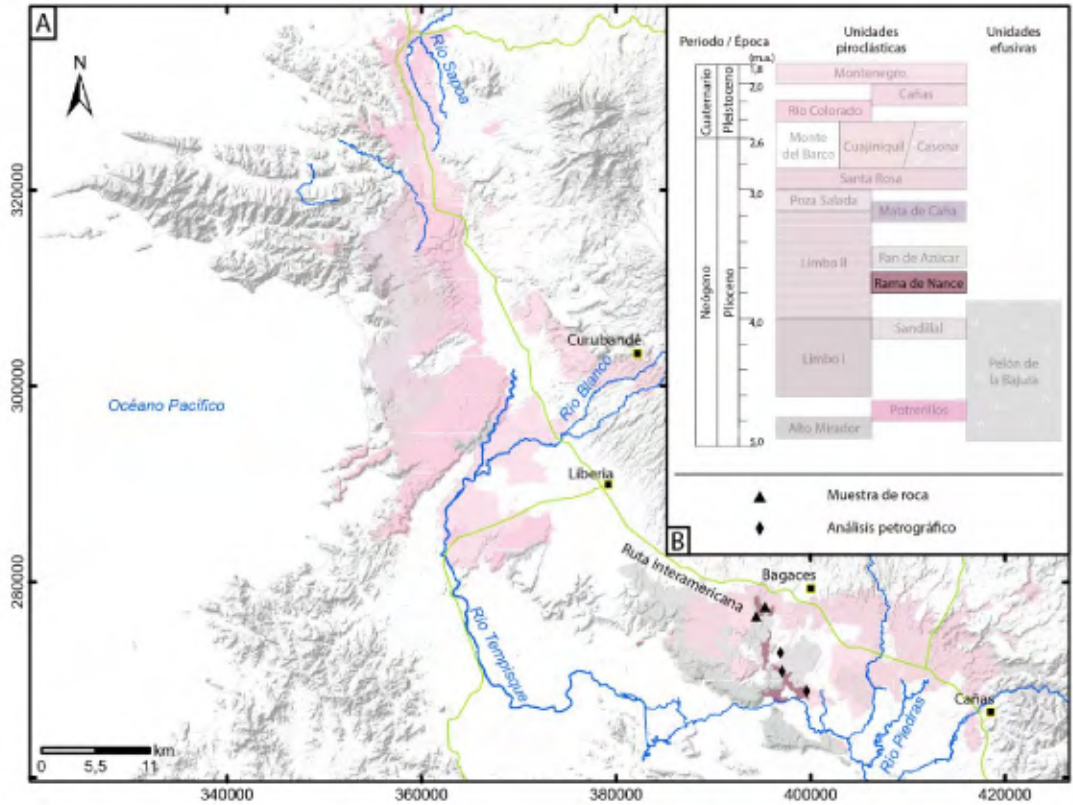 A
N
Río Sapoa
320000
300000
280000
Océano Pacífico
Curubandé
Río Blanco
Liberia
Ruta Interamericana
Bagaces
Río Tempisque
Río Piedras
Cañas
km
0 5,5 11
340000 360000 380000 400000 420000
B
Periodo / Época
(m.a.)
Unidades
piroclásticas
Unidades
efusivas
Cuaternario
Pleistoceno
Neógeno
Plioceno
1,8
2,0
2,6
3,0
4,0
5,0
Montenegro
Cañas
Río Colorado
Monte
del Barco
Cuajiniquil
Casona
Santa Rosa
Poza Salada
Mata de Caña
Limbo II
Pan de Azúcar
Rama de Nance
Sandillal
Limbo I
Pelón de
la Bajura
Potrerillos
Alto Mirador
Muestra de roca
Análisis petrográfico